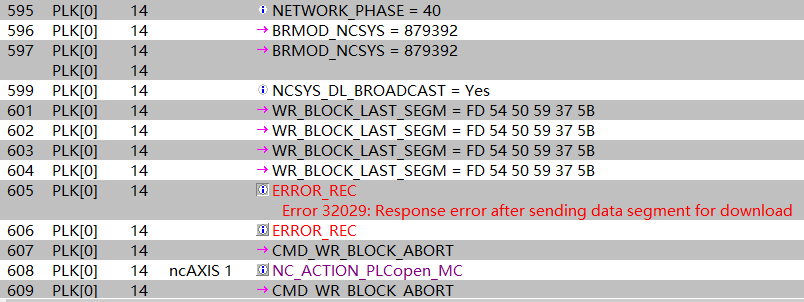 595 PLK[0] 14 NETWORK_PHASE = 40
596 PLK[0] 14 BRMOD_NCSYS = 879392
597 PLK[0] 14 BRMOD_NCSYS = 879392
PLK[0] 14
599 PLK[0] 14 NCSYS_DL_BROADCAST = Yes
601 PLK[0] 14 WR_BLOCK_LAST_SEGM = FD 54 50 59 37 5B
602 PLK[0] 14 WR_BLOCK_LAST_SEGM = FD 54 50 59 37 5B
603 PLK[0] 14 WR_BLOCK_LAST_SEGM = FD 54 50 59 37 5B
604 PLK[0] 14 WR_BLOCK_LAST_SEGM = FD 54 50 59 37 5B
605 PLK[0] 14 ERROR_REC
Error 32029: Response error after sending data segment for download
606 PLK[0] 14 ERROR_REC
607 PLK[0] 14 CMD_WR_BLOCK_ABORT
608 PLK[0] 14 ncAXIS 1 NC_ACTION_PLCopen_MC
609 PLK[0] 14 CMD_WR_BLOCK_ABORT